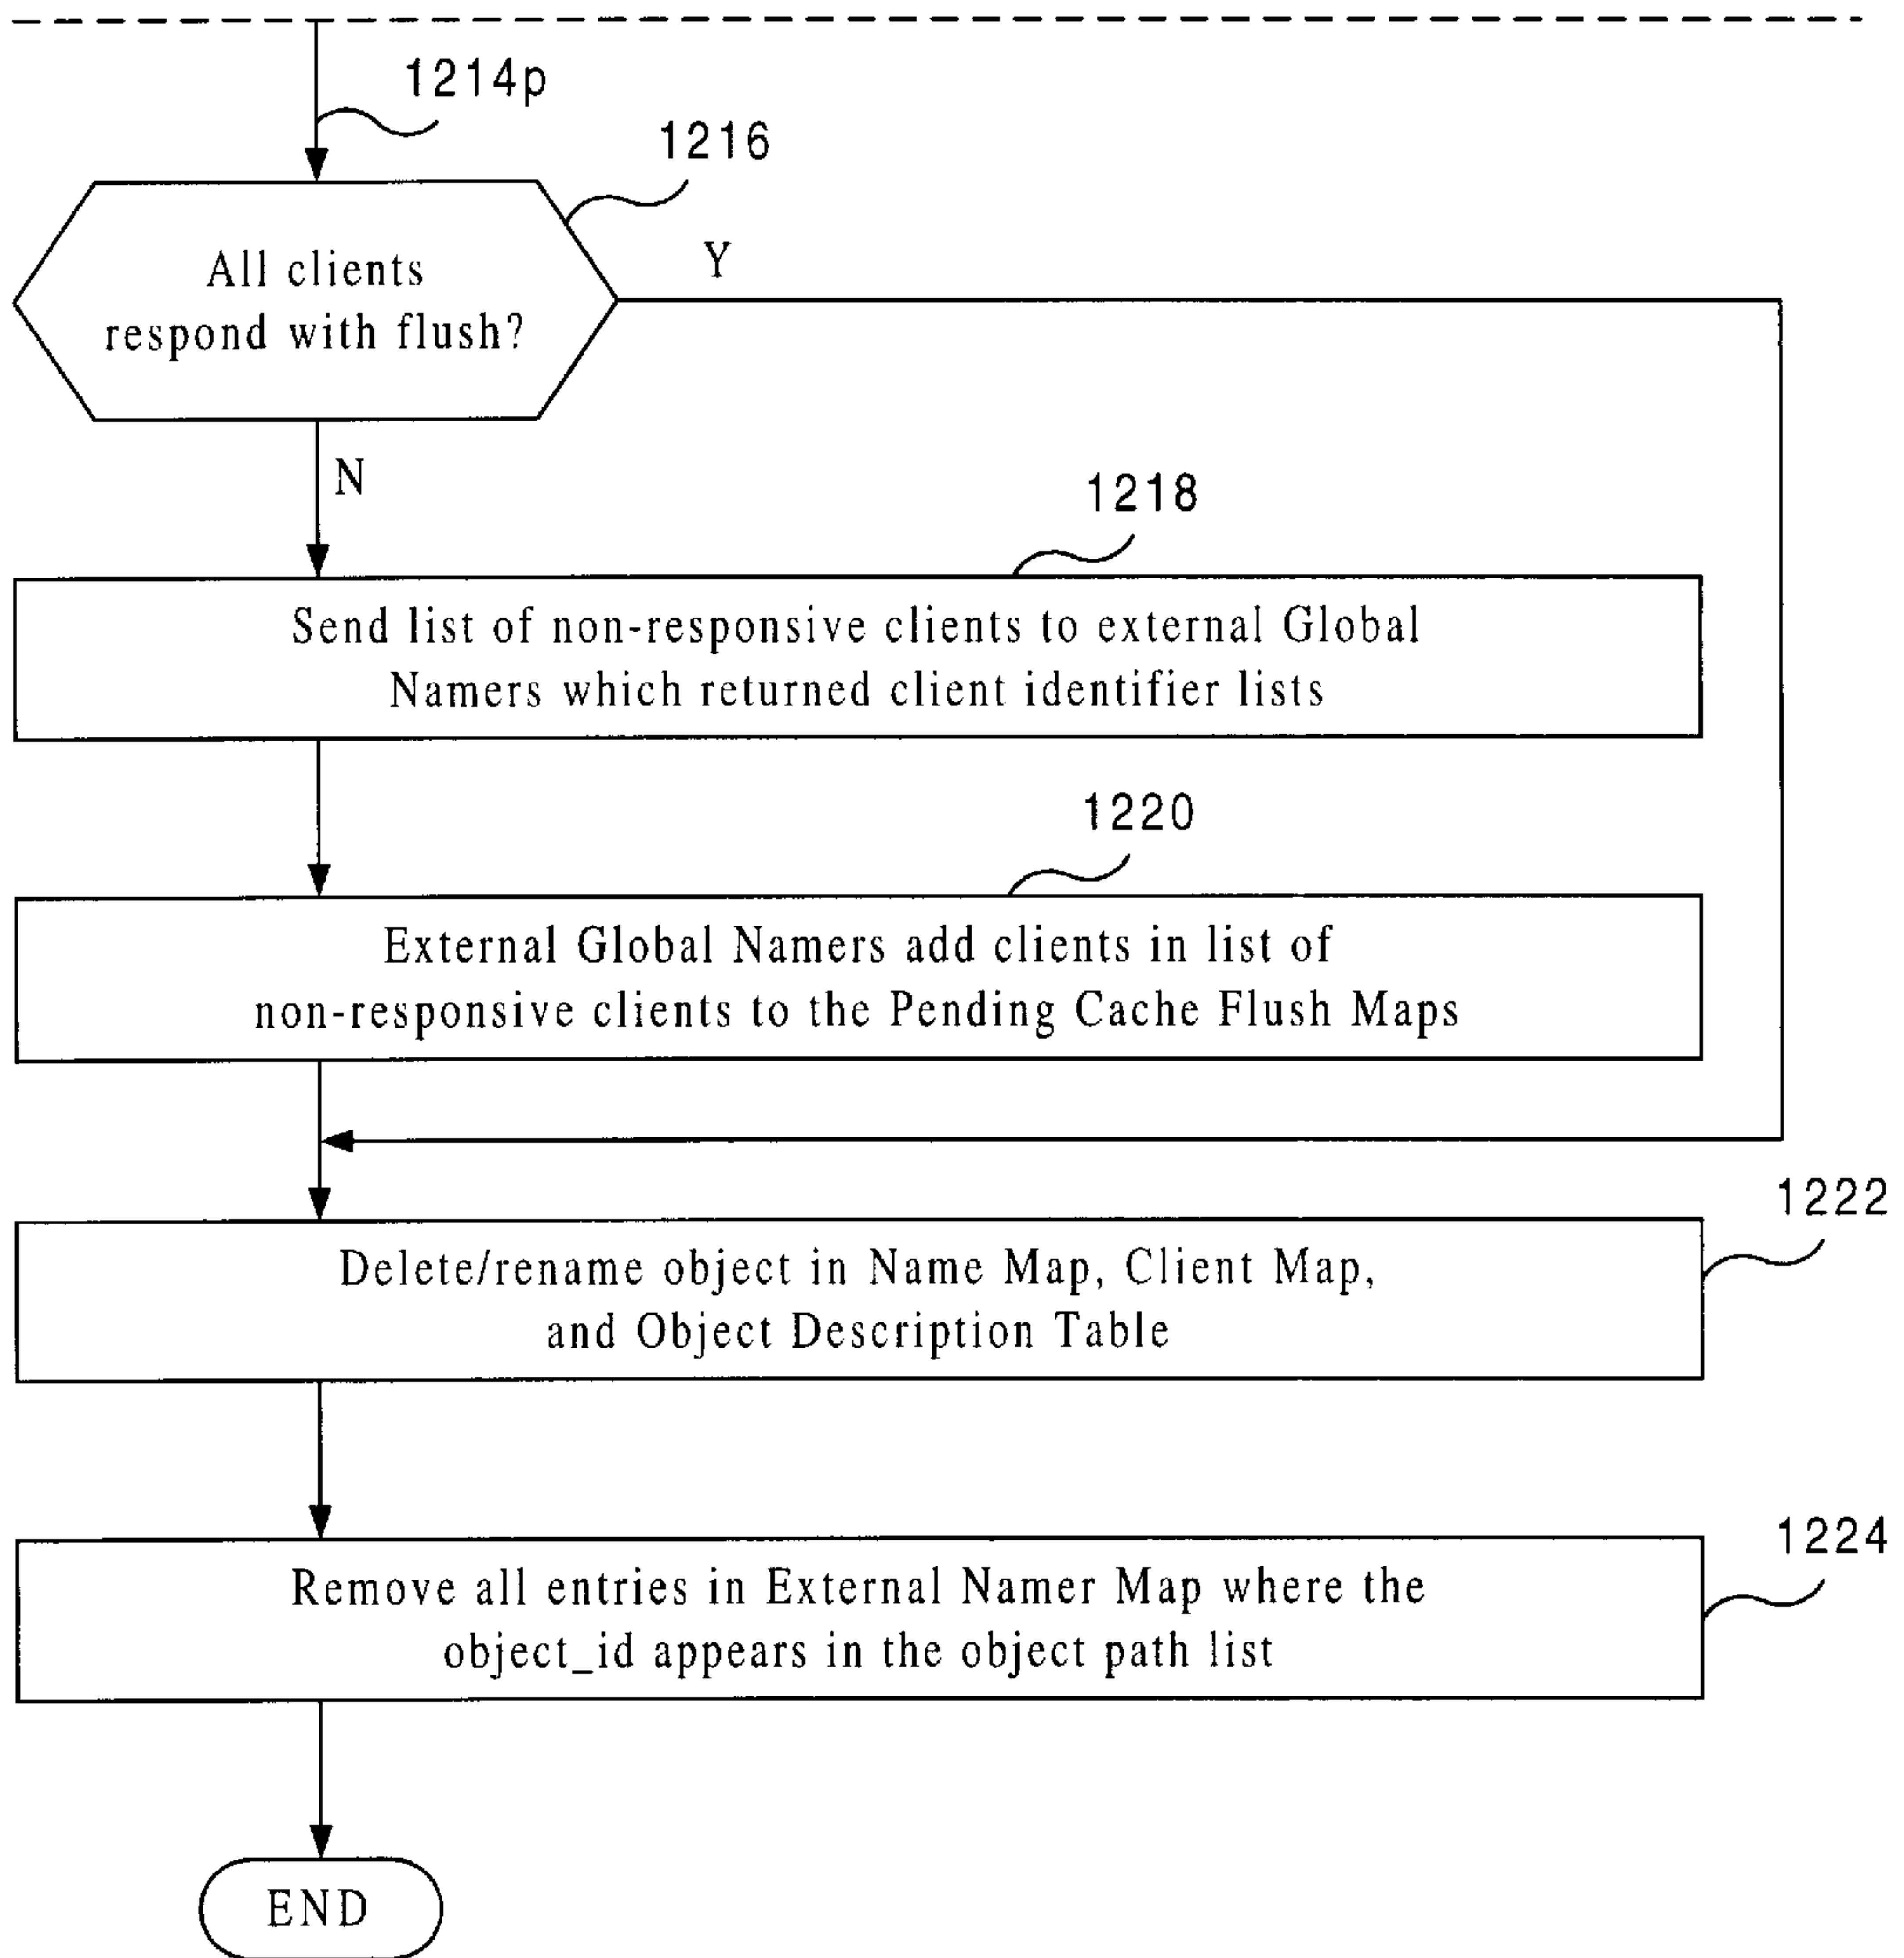 1214p
1216
All clients
respond with flush?
Y
N
1218
Send list of non-responsive clients to external Global
Namers which returned client identifier lists
1220
External Global Namers add clients in list of
non-responsive clients to the Pending Cache Flush Maps
1222
Delete/rename object in Name Map, Client Map,
and Object Description Table
1224
Remove all entries in External Namer Map where the
object_id appears in the object path list
END